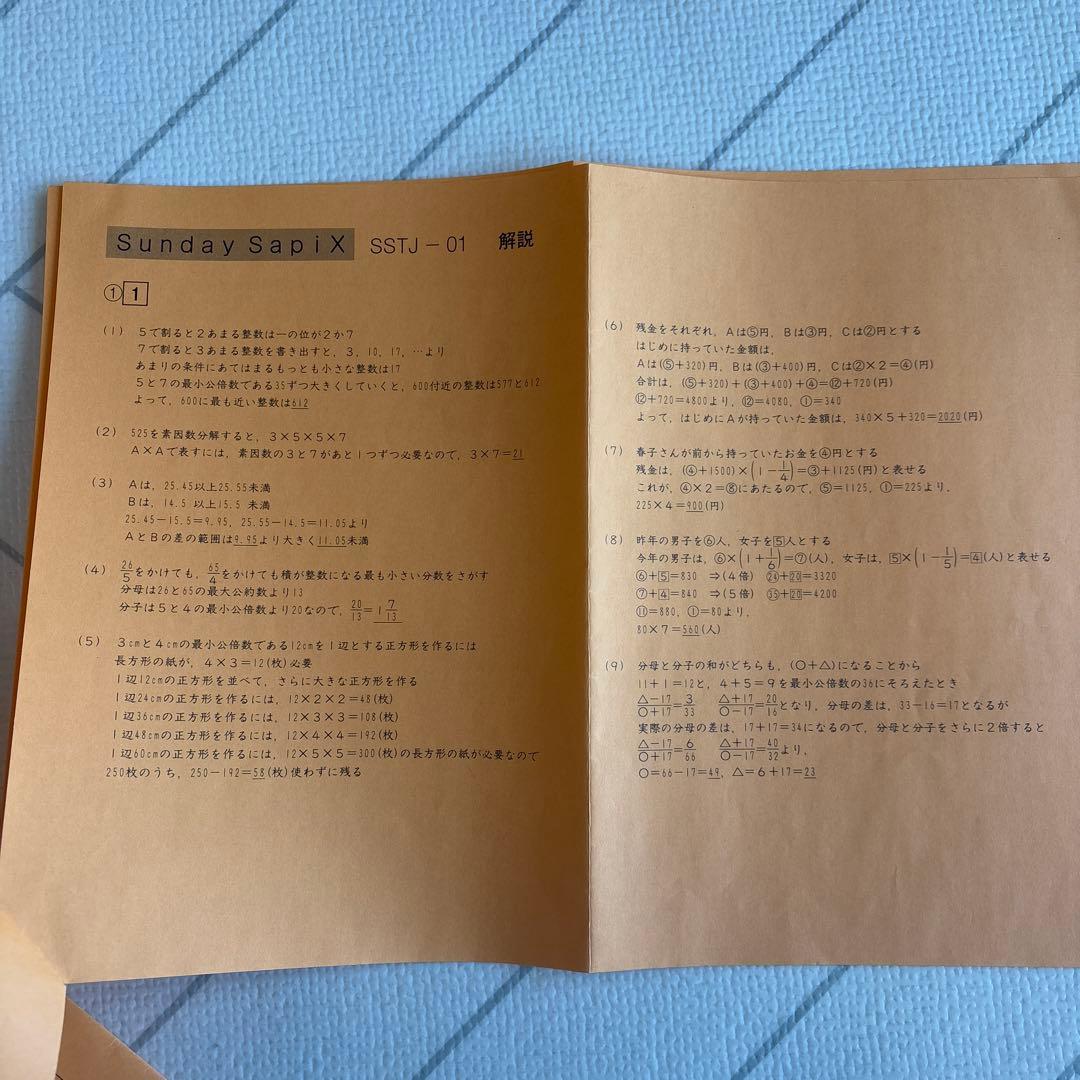 Sunday SapiX SSTJ－01 解説
①1
(1) 5で割ると2あまる整数は一の位が2か7
7で割ると3あまる整数を書き出すと，3，10，17，…より
あまりの条件にあてはまるもっとも小さな整数は17
5と7の最小公倍数である35ずつ大きくしていくと，600付近の整数は577と612
よって，600に最も近い整数は612
(2) 525を素因数分解すると，3×5×5×7
A×Aで表すには，素因数の3と7があと1つずつ必要なので，3×7＝21
(3) Aは，25.45以上25.55未満
Bは，14.5 以上15.5 未満
25.45－15.5＝9.95，25.55－14.5＝11.05より
AとBの差の範囲は9.95より大きく11.05未満
(4) 26/5をかけても，65/4をかけても積が整数になる最も小さい分数をさがす
分母は26と65の最大公約数より13
分子は5と4の最小公倍数より20なので，20/13＝1 7/13
(5) 3cmと4cmの最小公倍数である12cmを1辺とする正方形を作るには
長方形の紙が，4×3＝12(枚)必要
1辺12cmの正方形を並べて，さらに大きな正方形を作る
1辺24cmの正方形を作るには，12×2×2＝48(枚)
1辺36cmの正方形を作るには，12×3×3＝108(枚)
1辺48cmの正方形を作るには，12×4×4＝192(枚)
1辺60cmの正方形を作るには，12×5×5＝300(枚)の長方形の紙が必要なので
250枚のうち，250－192＝58(枚)使わずに残る
(6) 残金をそれぞれ，Aは⑤円，Bは③円，Cは②円とする
はじめに持っていた金額は，
Aは(⑤＋320)円，Bは(③＋400)円，Cは②×2＝④(円)
合計は，(⑤＋320)＋(③＋400)＋④＝⑫＋720(円)
⑫＋720＝4800より，⑫＝4080，①＝340
よって，はじめにAが持っていた金額は，340×5＋320＝2020(円)
(7) 春子さんが前から持っていたお金を④円とする
残金は，(④＋1500)×(1－1/4)＝③＋1125(円)と表せる
これが，④×2＝⑧にあたるので，⑤＝1125，①＝225より，
225×4＝900(円)
(8) 昨年の男子を⑥人，女子を5人とする
今年の男子は，⑥×(1＋1/6)＝⑦(人)，女子は，5×(1－1/5)＝4(人)と表せる
⑥＋5＝830 ⇒(4倍) ㉔＋20＝3320
⑦＋4＝840 ⇒(5倍) ㉟＋20＝4200
⑪＝880，①＝80より，
80×7＝560(人)
(9) 分母と分子の和がどちらも，(○＋△)になることから
11＋1＝12と，4＋5＝9を最小公倍数の36にそろえたとき
△－17/○＋17＝3/33 △＋17/○－17＝20/16となり，分母の差は，33－16＝17となるが
実際の分母の差は，17＋17＝34になるので，分母と分子をさらに2倍すると
△－17/○＋17＝6/66 △＋17/○－17＝40/32より，
○＝66－17＝49，△＝6＋17＝23